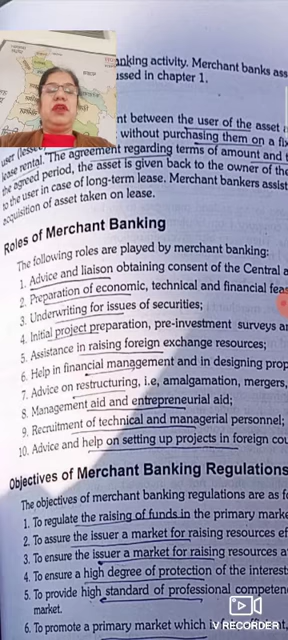 anking activity. Merchant banks ass
ussed in chapter 1.
nt between the user of the asset
without purchasing them on a fix
user (lessee
lease rental. The agreement regarding terms of amount and t
the agreed period, the asset is given back to the owner of the
to the user in case of long-term lease. Merchant bankers assist
acquisition of asset taken on lease.
Roles of Merchant Banking
The following roles are played by merchant banking:
1. Advice and liaison obtaining consent of the Central a
2. Preparation of economic, technical and financial feas
3. Underwriting for issues of securities;
4. Initial project preparation, pre-investment surveys an
5. Assistance in raising foreign exchange resources;
6. Help in financial management and in designing prop
7. Advice on restructuring, i.e, amalgamation, mergers,
8. Management aid and entrepreneurial aid;
9. Recruitment of technical and managerial personnel;
10. Advice and help on setting up projects in foreign cou
Objectives of Merchant Banking Regulations
The objectives of merchant banking regulations are as fo
1. To regulate the raising of funds in the primary marke
2. To assure the issuer a market for raising resources ef
3. To ensure the issuer a market for raising resources a
4. To ensure a high degree of protection of the interest
5. To provide high standard of professional competen
market.
6. To promote a primary market which is
VIVA RECORDER